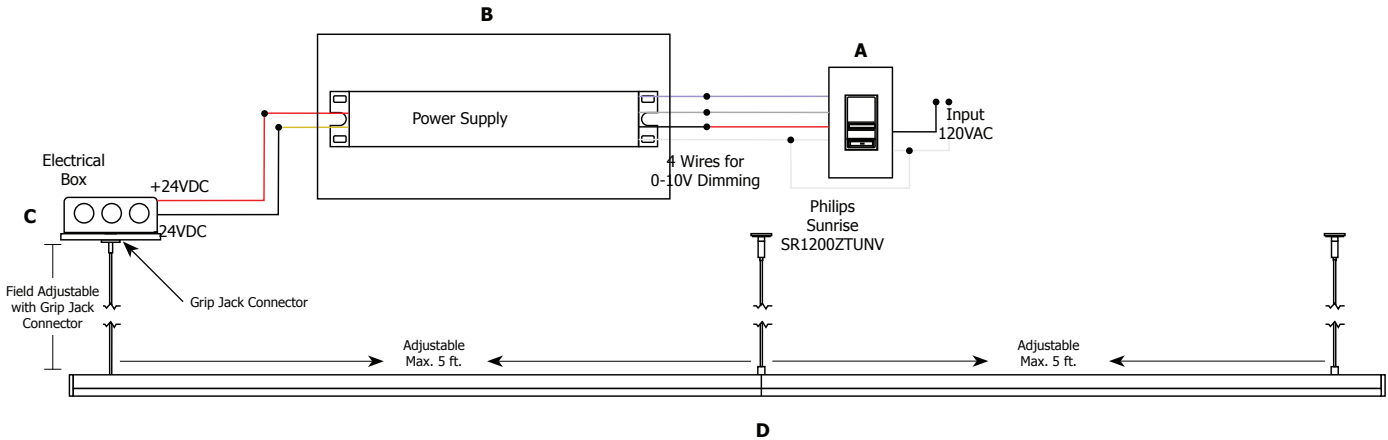 B
A
Power Supply
Input
120VAC
4 Wires for
0-10V Dimming
Electrical
Box
+24VDC
C
24VDC
Philips
Sunrise
SR1200ZTUNV
Field Adjustable
with Grip Jack
Connector
Grip Jack Connector
Adjustable
Max. 5 ft.
Adjustable
Max. 5 ft.
D